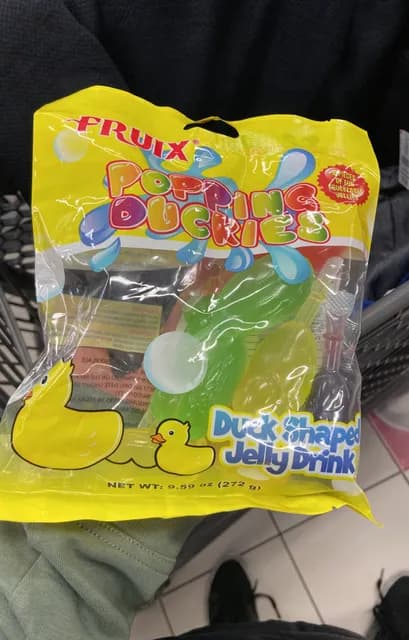 FRUIX
POPPING
DUCKIES
Duck Shaped
Jelly Drink
NET WT: 9.59 oz (272 g)